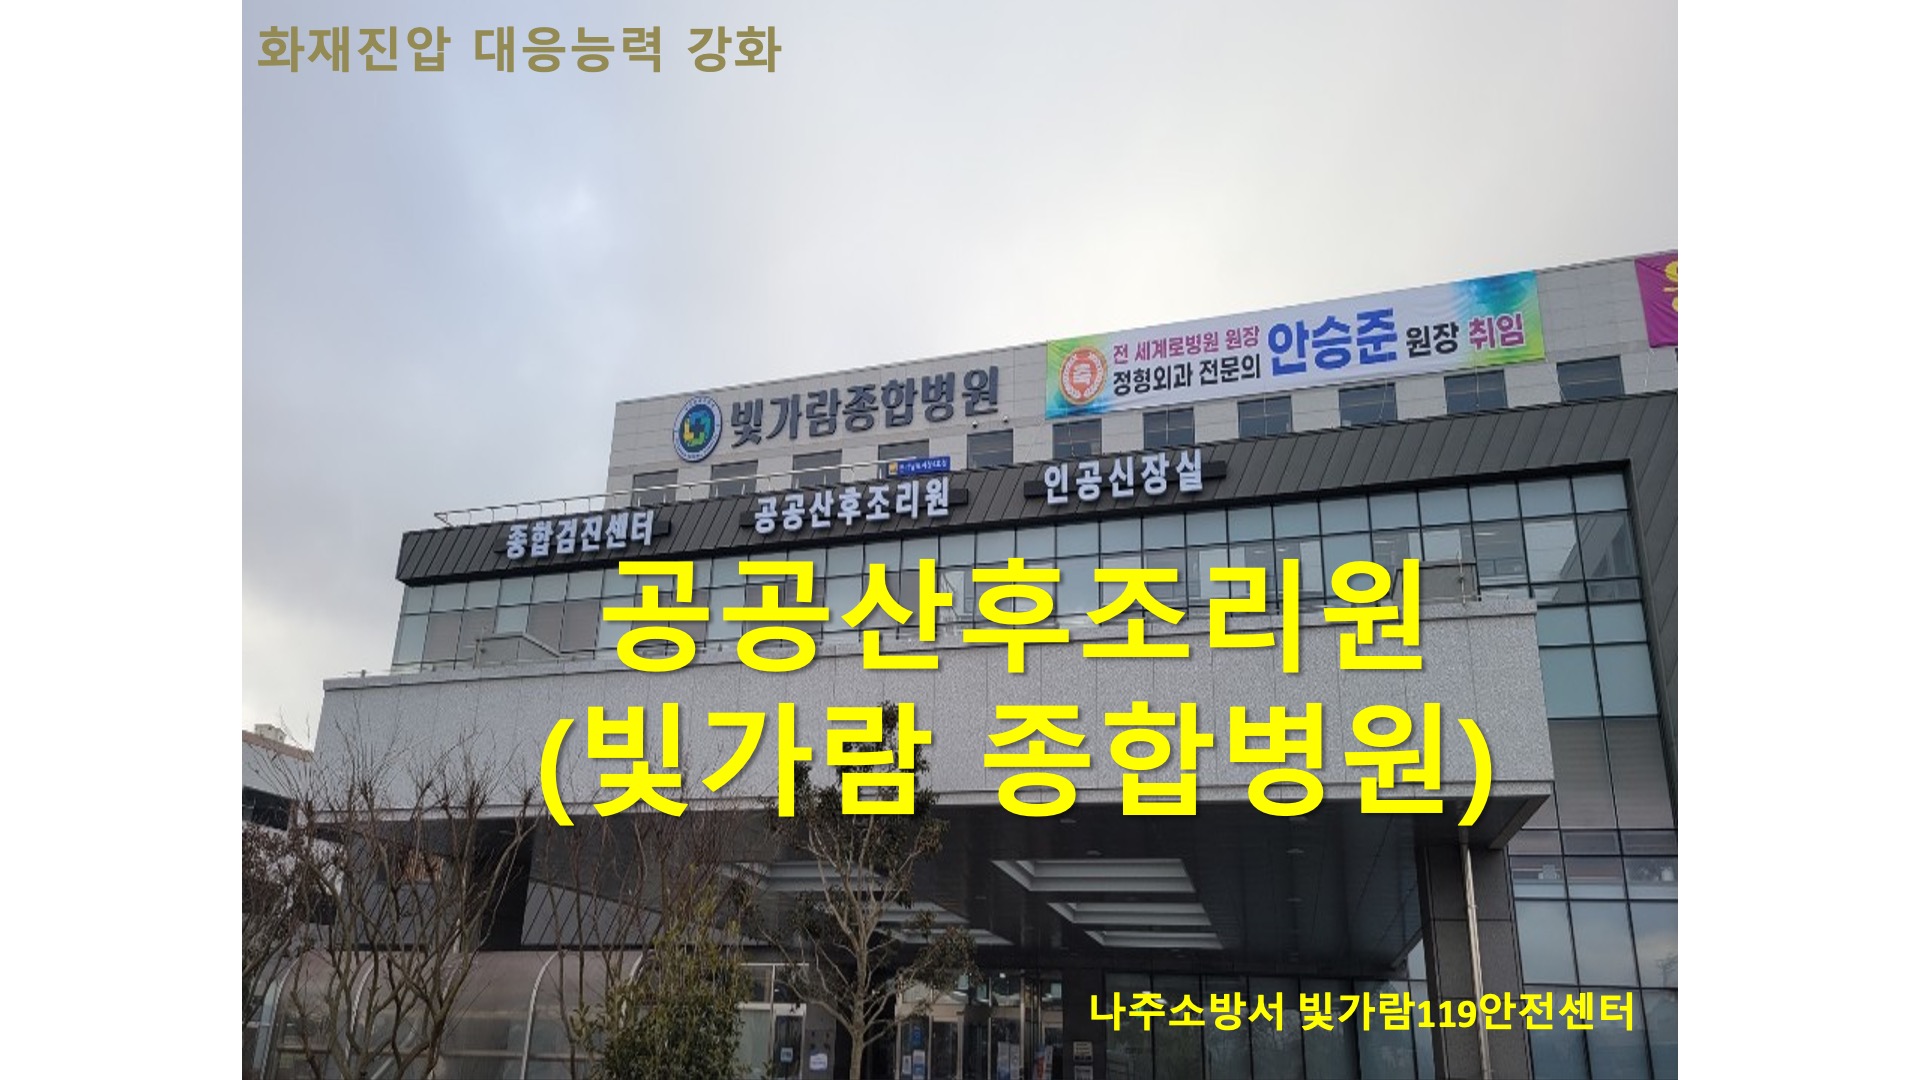 화재진압 대응능력 강화
전 세계로병원 원장
정형외과 전문의 안승준 원장 취임
축
빛가람종합병원
종합검진센터 공공산후조리원 인공신장실
공공산후조리원
(빛가람 종합병원)
나주소방서 빛가람119안전센터